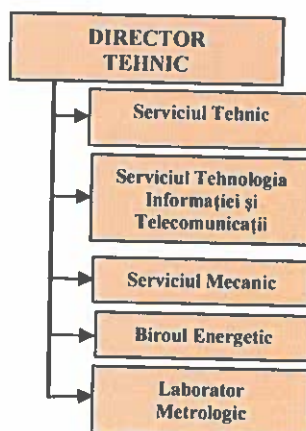 DIRECTOR
TEHNIC
Serviciul Tehnic
Serviciul Tehnologia
Informației și
Telecomunicații
Serviciul Mecanic
Biroul Energetic
Laborator
Metrologic